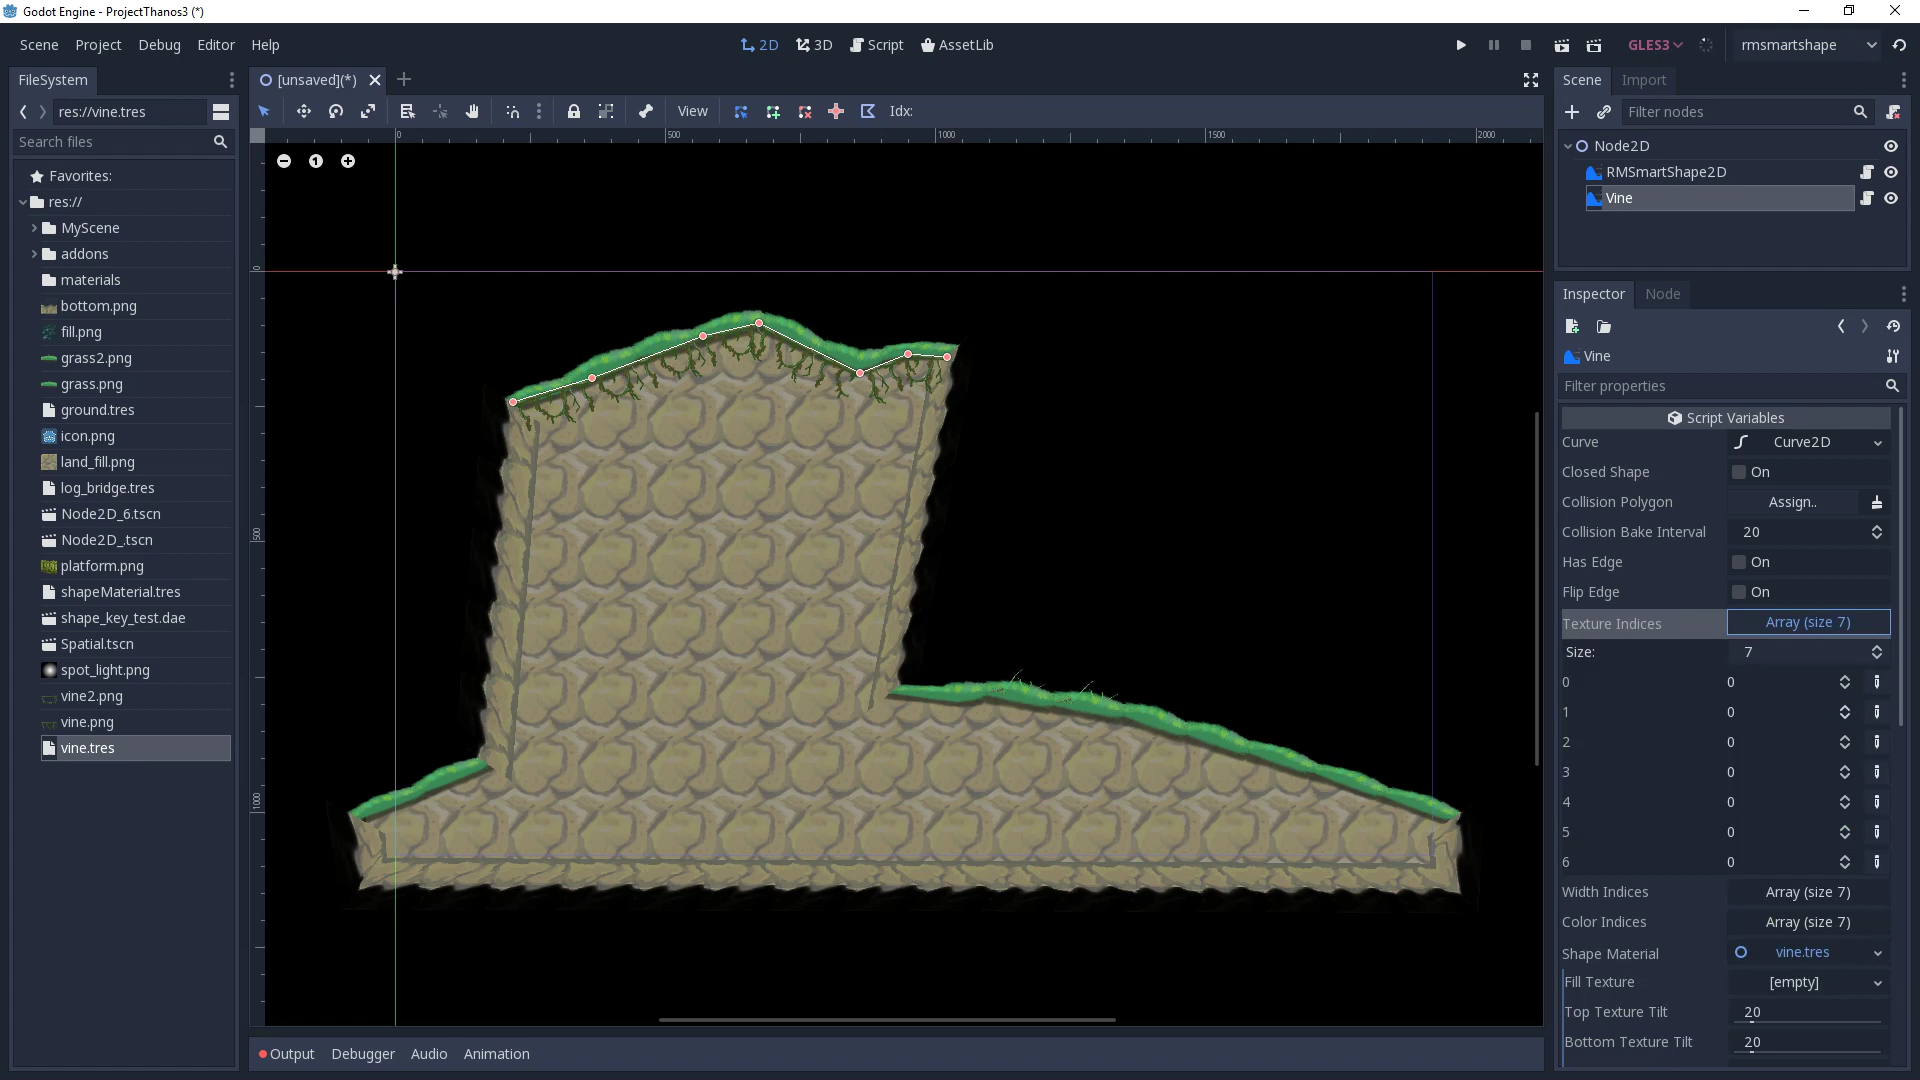 Godot Engine - ProjectThanos3 (*)
Scene Project Debug Editor Help
2D 3D Script AssetLib
GLES3 rmsmartshape
FileSystem
res://vine.tres
Search files
Favorites:
res://
MyScene
addons
materials
bottom.png
fill.png
grass2.png
grass.png
ground.tres
icon.png
land_fill.png
log_bridge.tres
Node2D_6.tscn
Node2D_.tscn
platform.png
shapeMaterial.tres
shape_key_test.dae
Spatial.tscn
spot_light.png
vine2.png
vine.png
vine.tres
[unsaved](*)
View Idx:
0 500 1000 1500 2000
1
0
500
1000
Output Debugger Audio Animation
Scene Import
Filter nodes
Node2D
RMSmartShape2D
Vine
Inspector Node
Vine
Filter properties
Script Variables
Curve Curve2D
Closed Shape On
Collision Polygon Assign..
Collision Bake Interval 20
Has Edge On
Flip Edge On
Texture Indices Array (size 7)
Size: 7
0 0
1 0
2 0
3 0
4 0
5 0
6 0
Width Indices Array (size 7)
Color Indices Array (size 7)
Shape Material vine.tres
Fill Texture [empty]
Top Texture Tilt 20
Bottom Texture Tilt 20